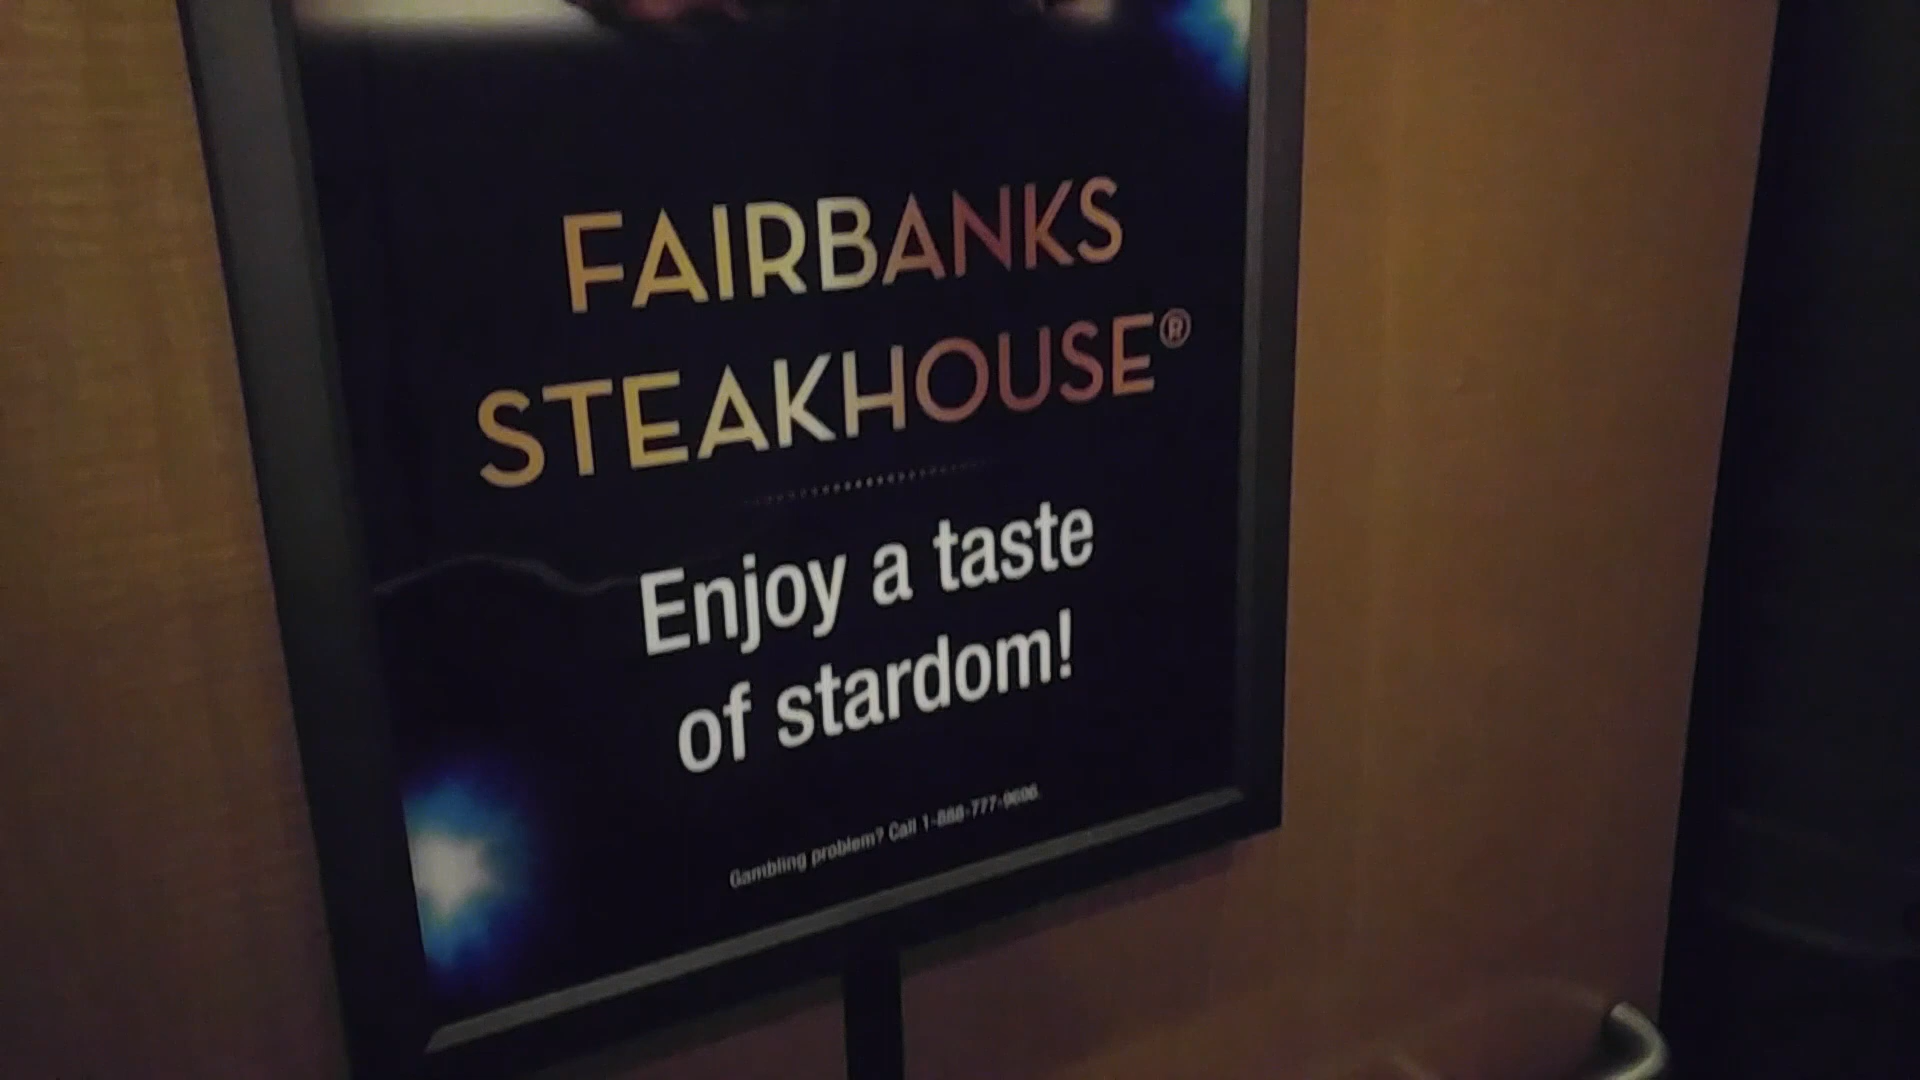 FAIRBANKS
STEAKHOUSE®
Enjoy a taste
of stardom!
Gambling problem? Call 1-888-777-9696.